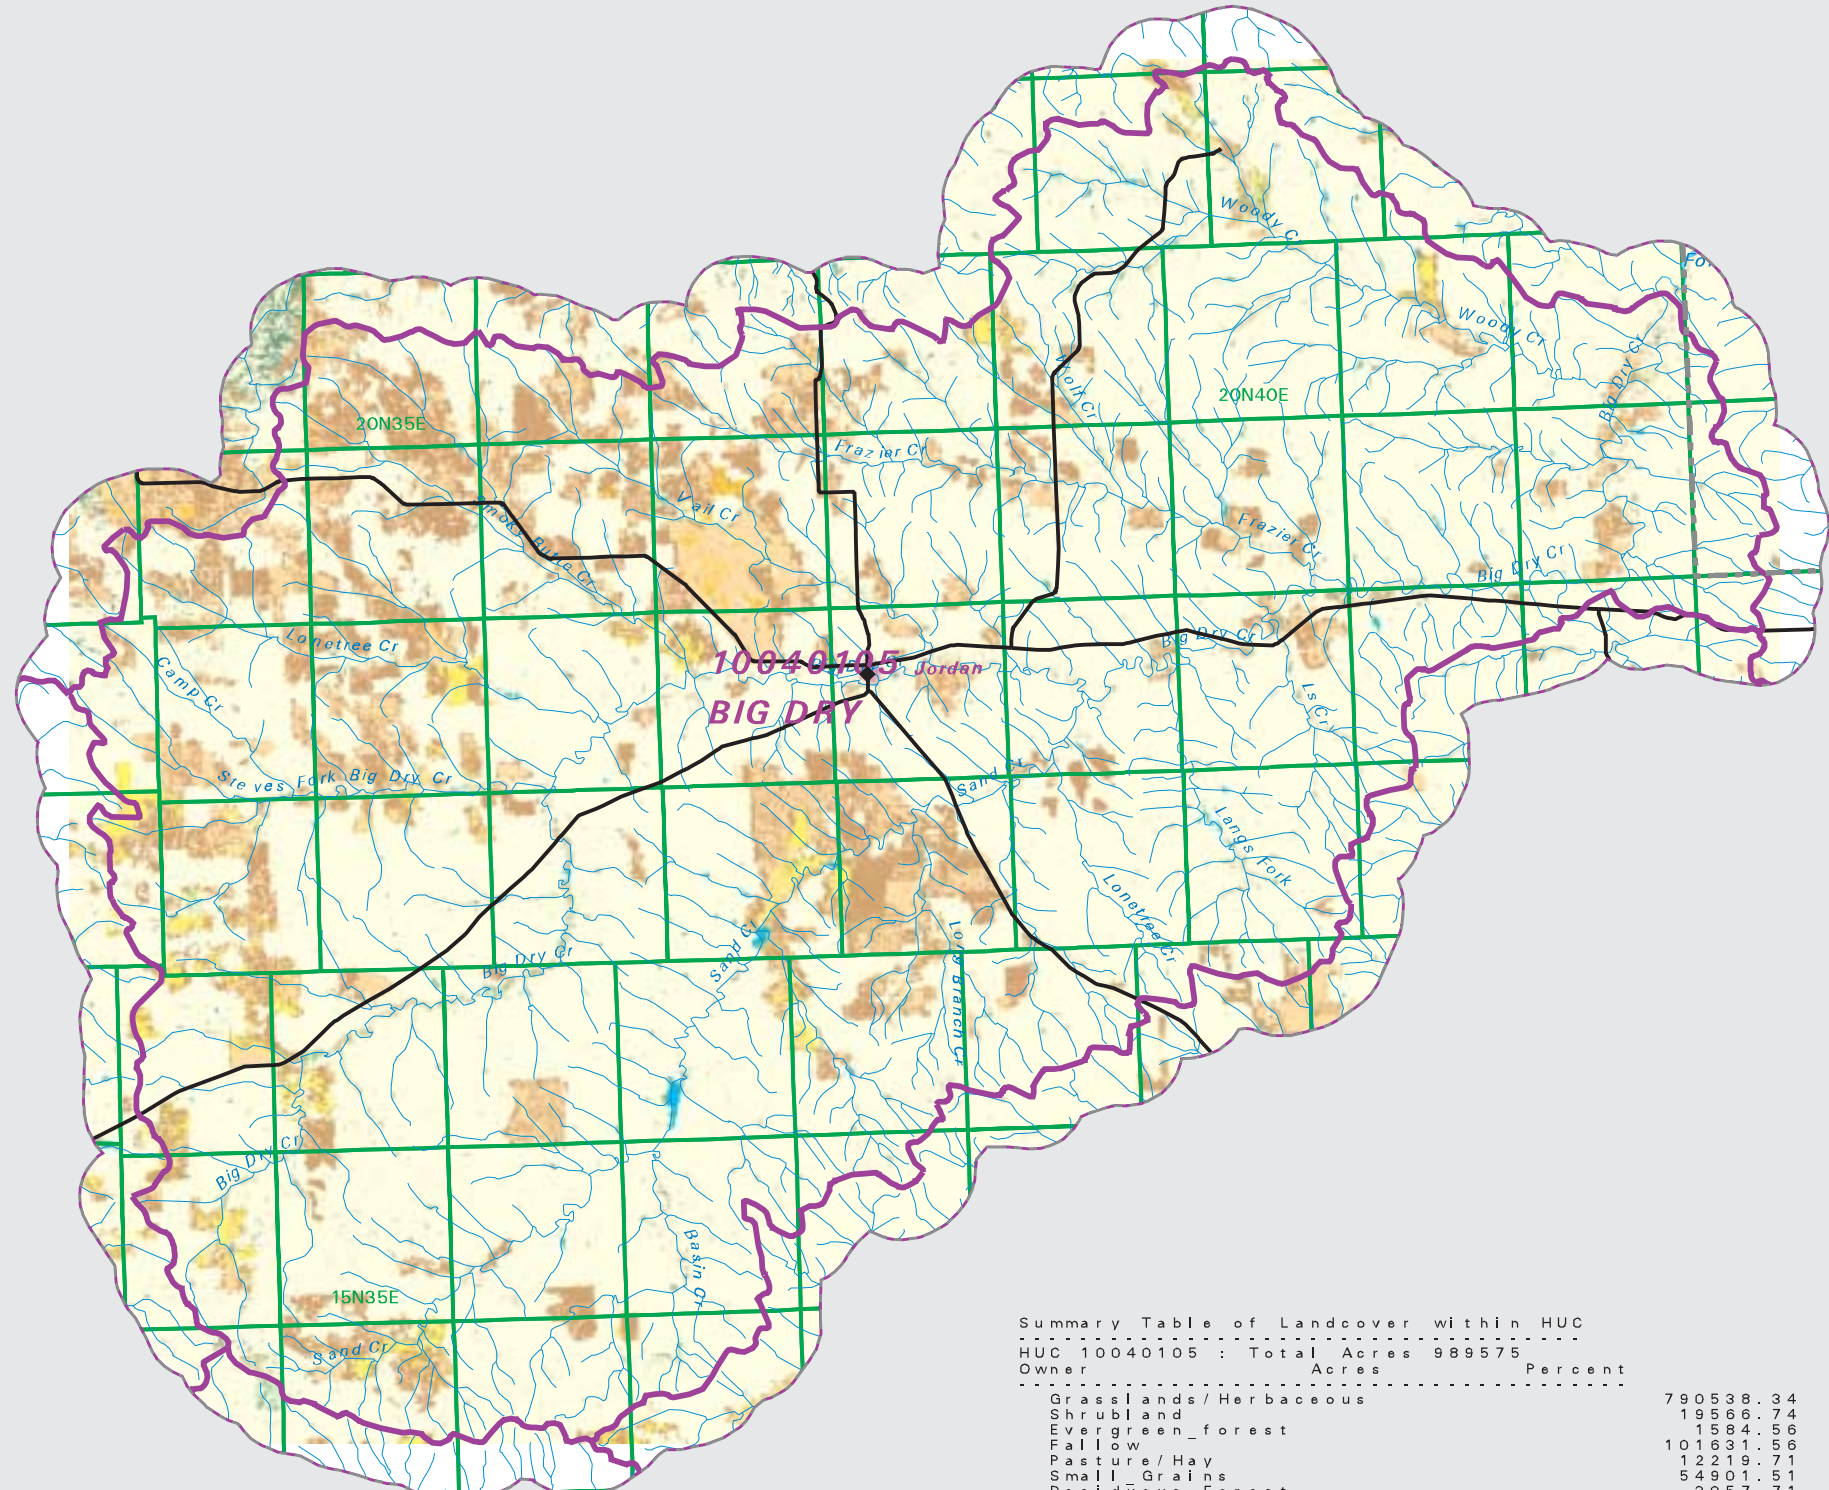 Woody Cr
Fo
Woody Cr
Big Dry Cr
Wolf Cr
20N40E
20N35E
Frazier Cr
Vail Cr
Smoky Butte Cr
Frazier Cr
Big Dry Cr
Lonetree Cr
Big Dry Cr
10040105
Jordan
BIG DRY
Camp Cr
Ls Cr
Steves Fork Big Dry Cr
Sand Cr
Langs Fork
Lonetree Cr
Sand Cr
Big Dry Cr
Long Branch Cr
Big Dry Cr
Basin Cr
15N35E
Sand Cr
Summary Table of Landcover within HUC
HUC 10040105 : Total Acres 989575
Owner Acres Percent
Grasslands/Herbaceous 790538.34
Shrubland 19566.74
Evergreen_forest 1584.56
Fallow 101631.56
Pasture/Hay 12219.71
Small_Grains 54901.51